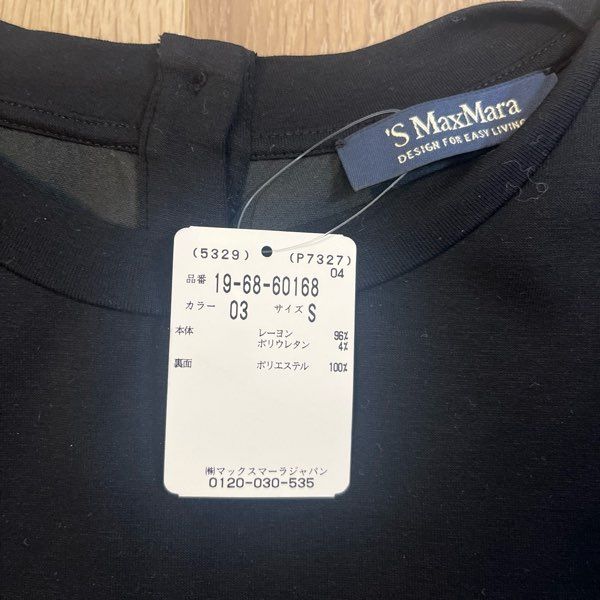 'S MaxMara
DESIGN FOR EASY LIVING
(5329) (P7327)
04
品番 19-68-60168
カラー 03 サイズ S
本体 レーヨン 96%
ポリウレタン 4%
裏面 ポリエステル 100%
㈱マックスマーラジャパン
0120-030-535